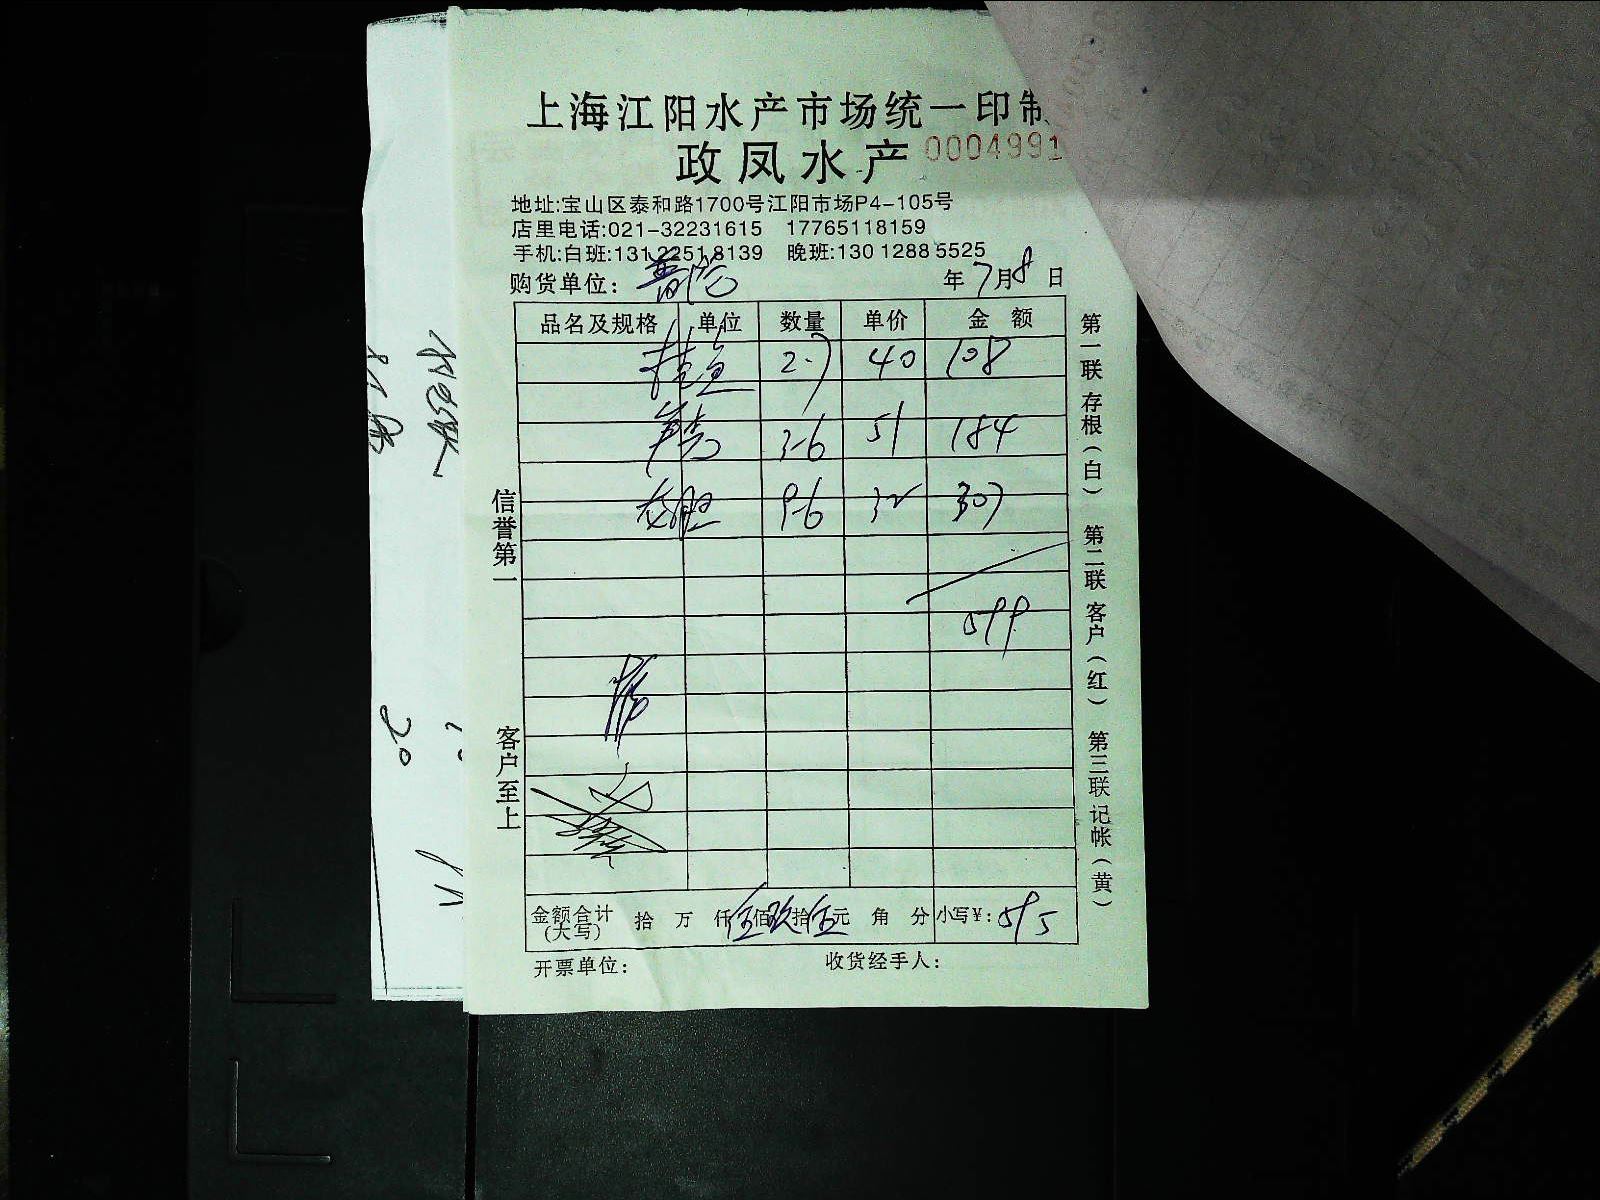 上海江阳水产市场统一印制
政凤水产 0004991
地址:宝山区泰和路1700号江阳市场P4-105号
店里电话:021-32231615 17765118159
手机:白班:131 2251 8139 晚班:130 1288 5525
购货单位: 年7月8日
品名及规格 单位 数量 单价 金额
桂鱼 2.7 40 108
3.6 51 184
9.6 32 307
599
金额合计(大写) 拾 万 仟伍佰玖拾伍元 角 分 小写¥: 595
开票单位: 收货经手人:
信誉第一 客户至上
第一联 存根(白) 第二联 客户(红) 第三联 记帐(黄)
20